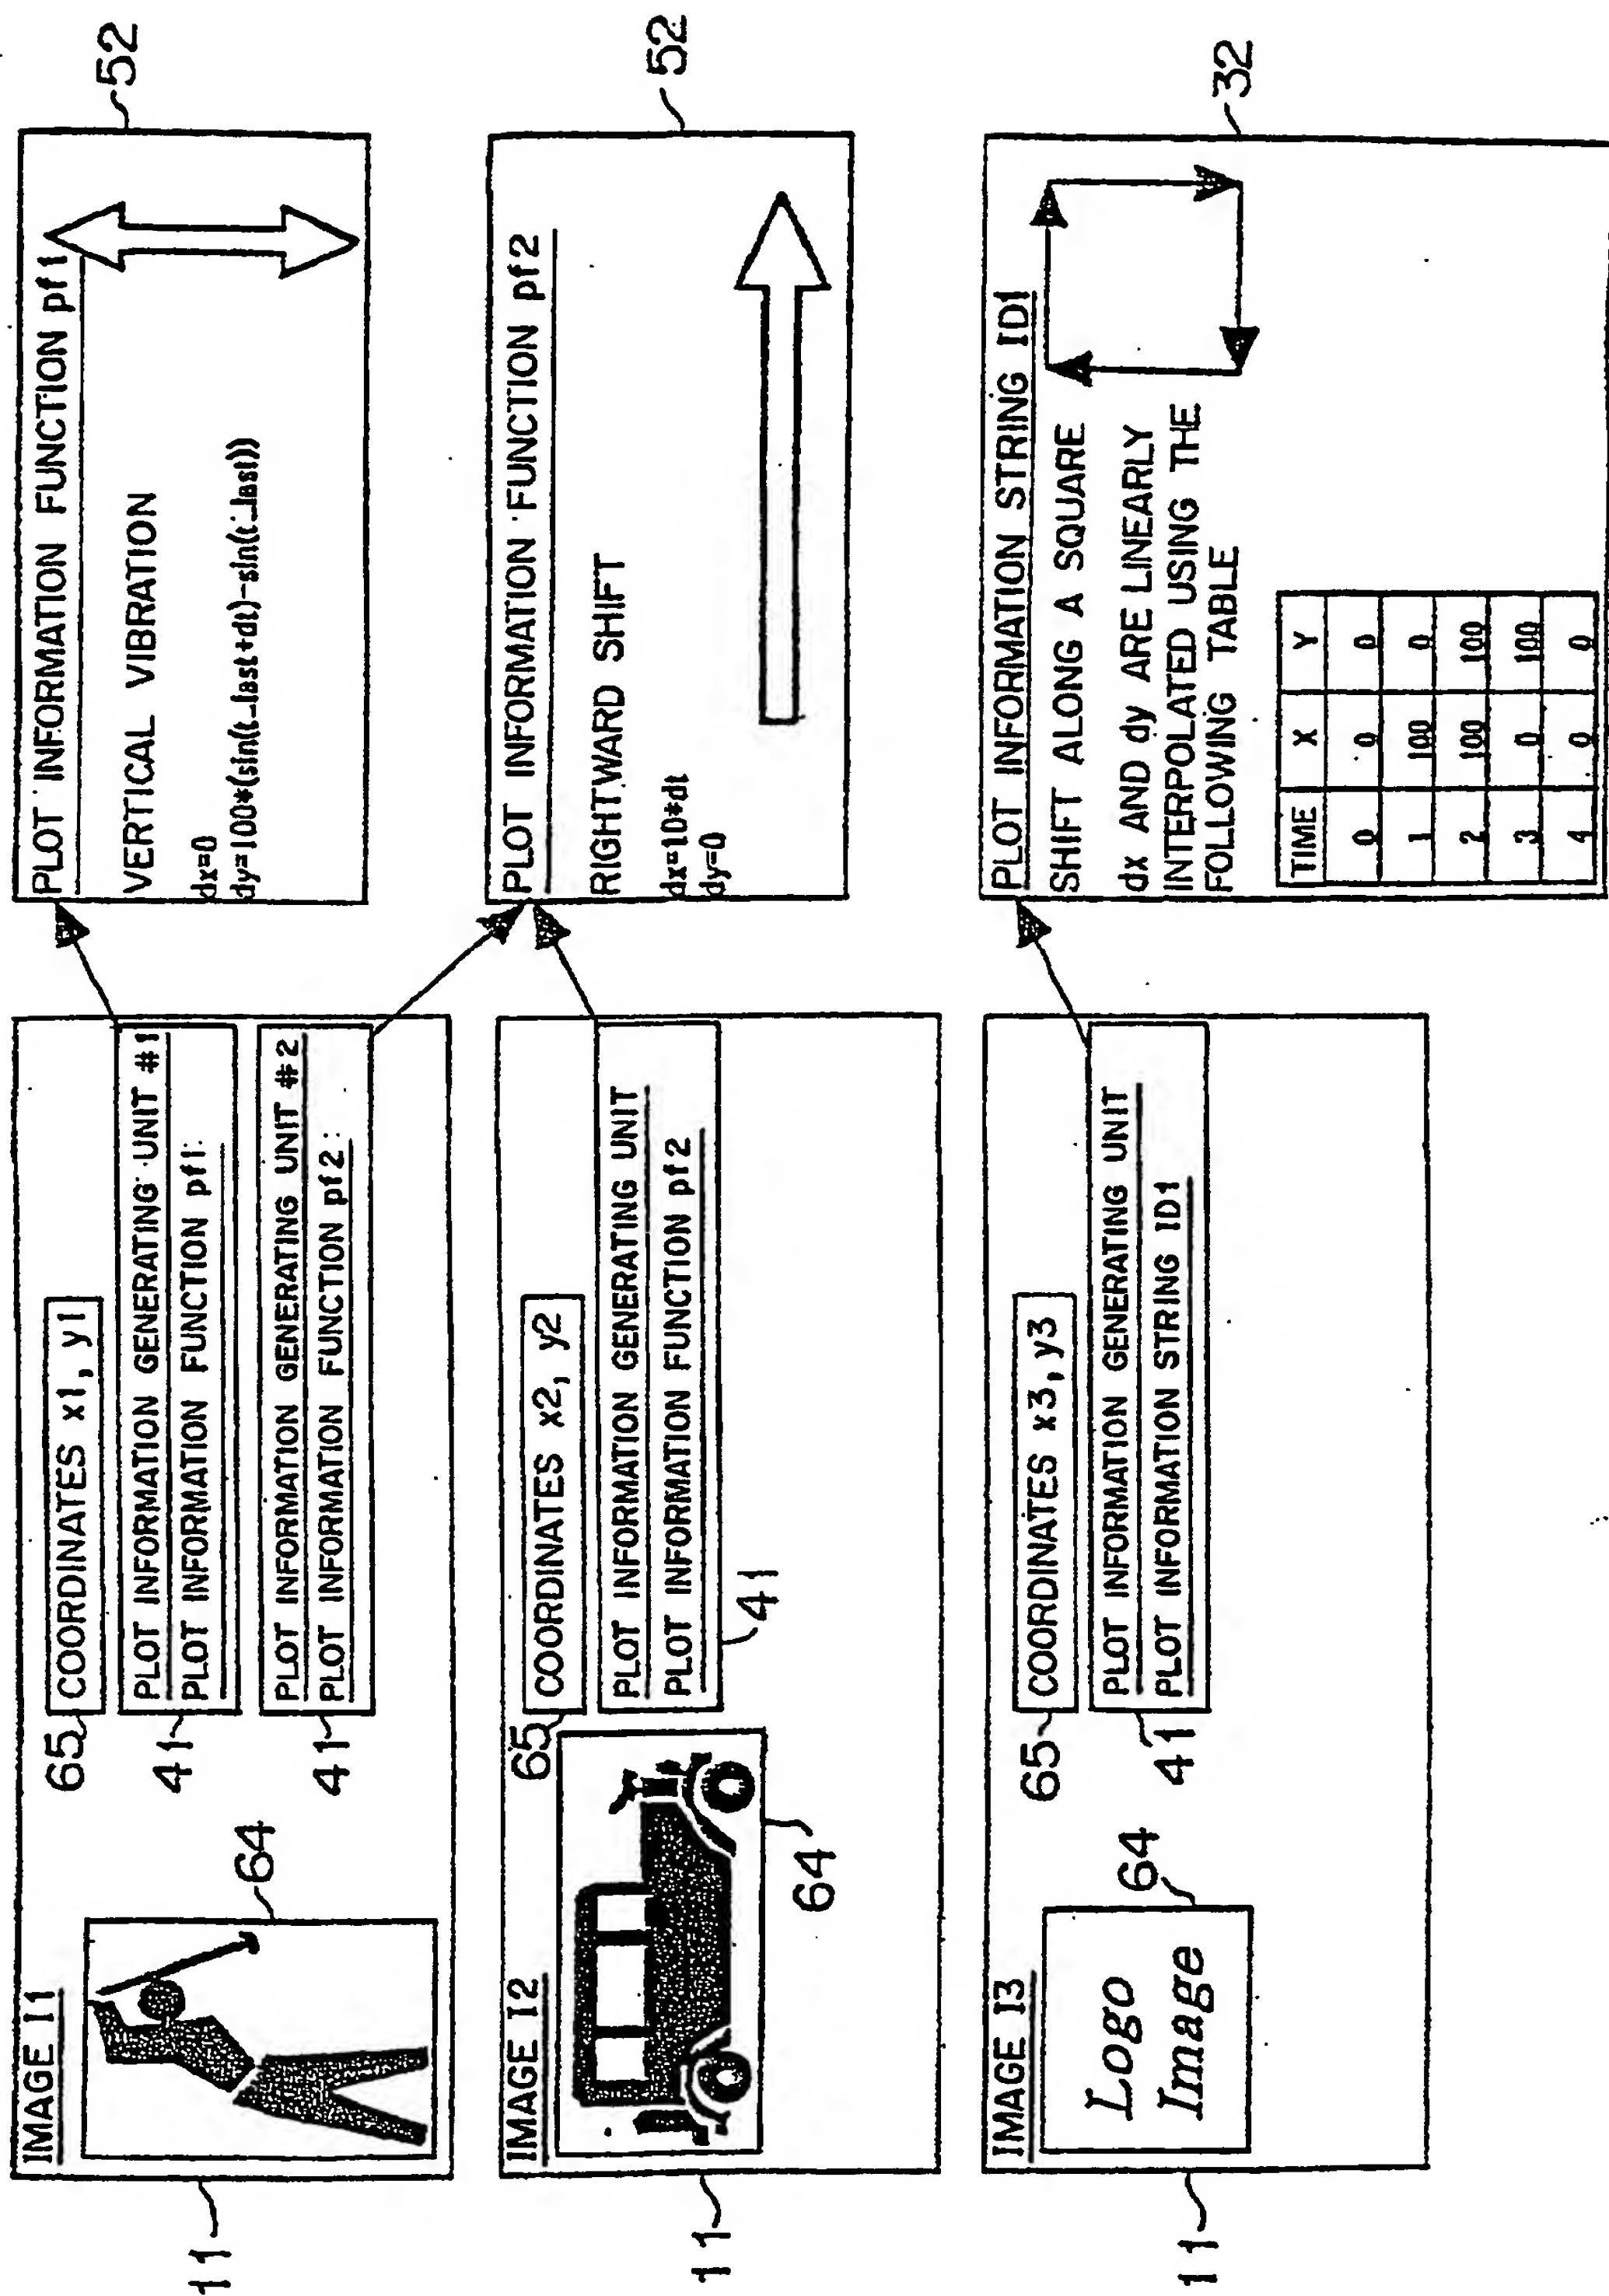 11
IMAGE I1
64
65
COORDINATES x1, y1
41
PLOT INFORMATION GENERATING UNIT #1
PLOT INFORMATION FUNCTION pf1:
41
PLOT INFORMATION GENERATING UNIT #2
PLOT INFORMATION FUNCTION pf2:
52
PLOT INFORMATION FUNCTION pf1
VERTICAL VIBRATION
dx=0
dy=100*(sin(t_last+dt)-sin(t_last))
11
IMAGE I2
64
65
COORDINATES x2, y2
PLOT INFORMATION GENERATING UNIT
PLOT INFORMATION FUNCTION pf2
41
52
PLOT INFORMATION FUNCTION pf2
RIGHTWARD SHIFT
dx=10*dt
dy=0
11
IMAGE I3
Logo
Image
64
65
COORDINATES x3, y3
41
PLOT INFORMATION GENERATING UNIT
PLOT INFORMATION STRING ID1
32
PLOT INFORMATION STRING ID1
SHIFT ALONG A SQUARE
dx AND dy ARE LINEARLY
INTERPOLATED USING THE
FOLLOWING TABLE
TIME X Y
0 0 0
1 100 0
2 100 100
3 0 100
4 0 0